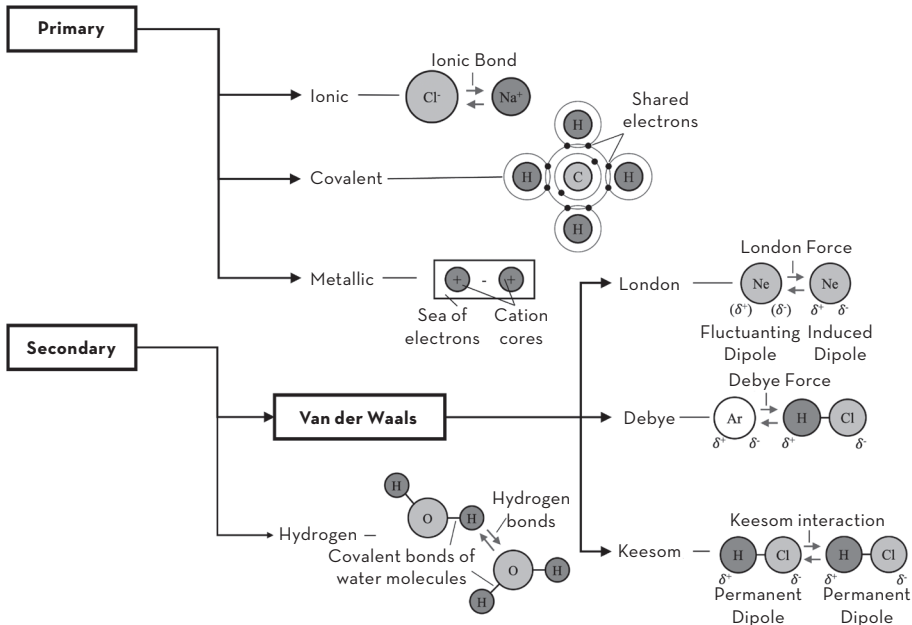 Primary
Ionic
Ionic Bond
Cl-
Na+
Shared
electrons
Covalent
H
H
C
H
H
Metallic
+ - +
Sea of
electrons
Cation
cores
Secondary
Van der Waals
London
London Force
Ne
Ne
(δ+) (δ-) δ+ δ-
Fluctuanting
Dipole
Induced
Dipole
Debye
Debye Force
Ar
H
Cl
δ+ δ- δ+ δ-
Keesom
Keesom interaction
H
Cl
H
Cl
δ+ δ- δ+ δ-
Permanent
Dipole
Permanent
Dipole
Hydrogen
H
O
H
Hydrogen
bonds
Covalent bonds of
water molecules
O
H
H